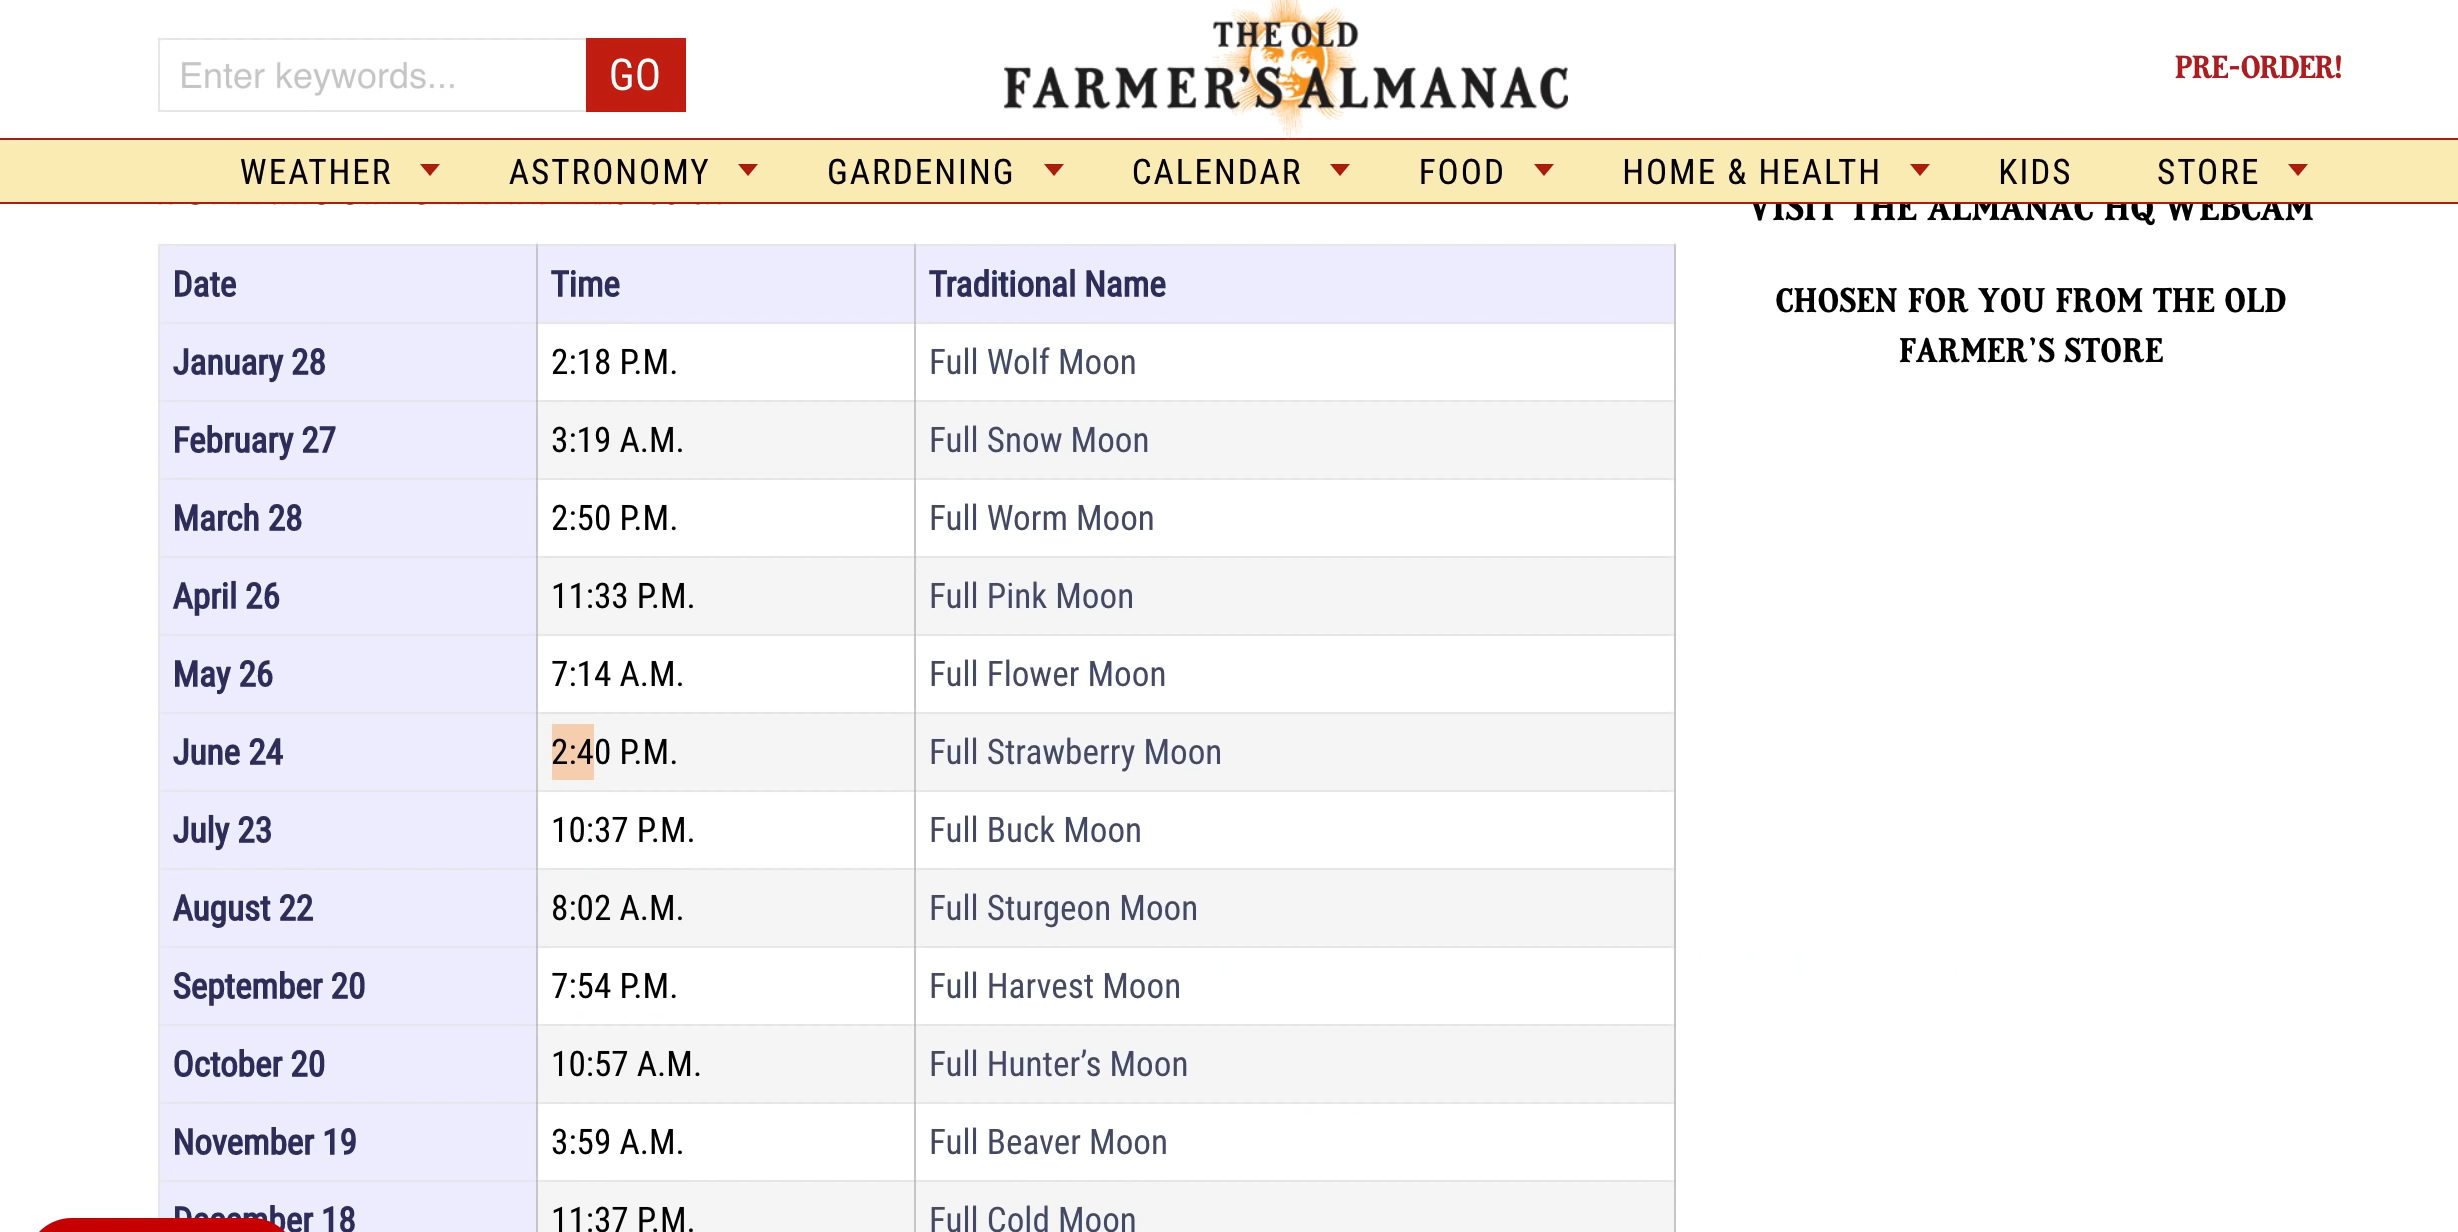 Enter keywords...
GO
THE OLD
FARMER'S ALMANAC
PRE-ORDER!
WEATHER ASTRONOMY GARDENING CALENDAR FOOD HOME & HEALTH KIDS STORE
VISIT THE ALMANAC HQ WEBCAM
CHOSEN FOR YOU FROM THE OLD
FARMER'S STORE
Date Time Traditional Name
January 28 2:18 P.M. Full Wolf Moon
February 27 3:19 A.M. Full Snow Moon
March 28 2:50 P.M. Full Worm Moon
April 26 11:33 P.M. Full Pink Moon
May 26 7:14 A.M. Full Flower Moon
June 24 2:40 P.M. Full Strawberry Moon
July 23 10:37 P.M. Full Buck Moon
August 22 8:02 A.M. Full Sturgeon Moon
September 20 7:54 P.M. Full Harvest Moon
October 20 10:57 A.M. Full Hunter’s Moon
November 19 3:59 A.M. Full Beaver Moon
December 18 11:37 P.M. Full Cold Moon